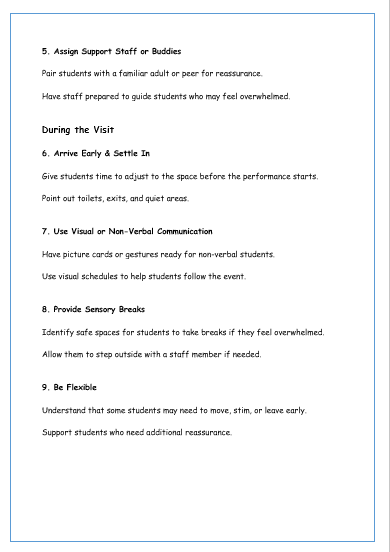 5. Assign Support Staff or Buddies
Pair students with a familiar adult or peer for reassurance.
Have staff prepared to guide students who may feel overwhelmed.
During the Visit
6. Arrive Early & Settle In
Give students time to adjust to the space before the performance starts.
Point out toilets, exits, and quiet areas.
7. Use Visual or Non-Verbal Communication
Have picture cards or gestures ready for non-verbal students.
Use visual schedules to help students follow the event.
8. Provide Sensory Breaks
Identify safe spaces for students to take breaks if they feel overwhelmed.
Allow them to step outside with a staff member if needed.
9. Be Flexible
Understand that some students may need to move, stim, or leave early.
Support students who need additional reassurance.